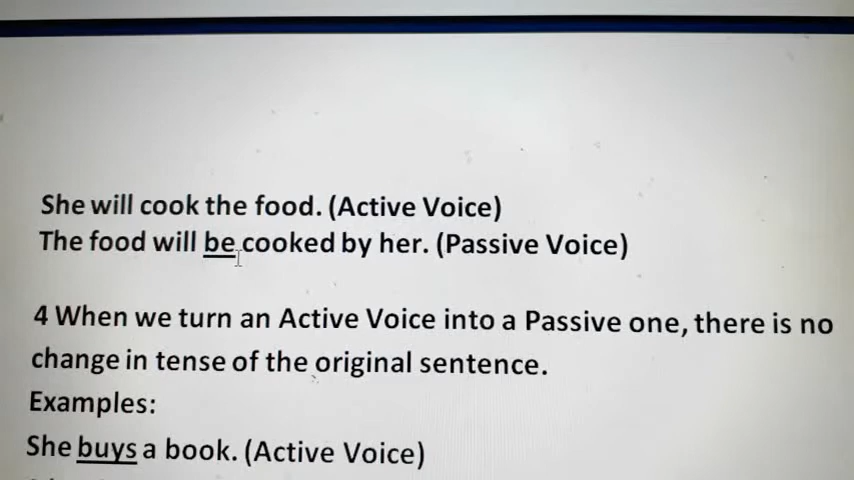 She will cook the food. (Active Voice)
The food will be cooked by her. (Passive Voice)
4 When we turn an Active Voice into a Passive one, there is no
change in tense of the original sentence.
Examples:
She buys a book. (Active Voice)